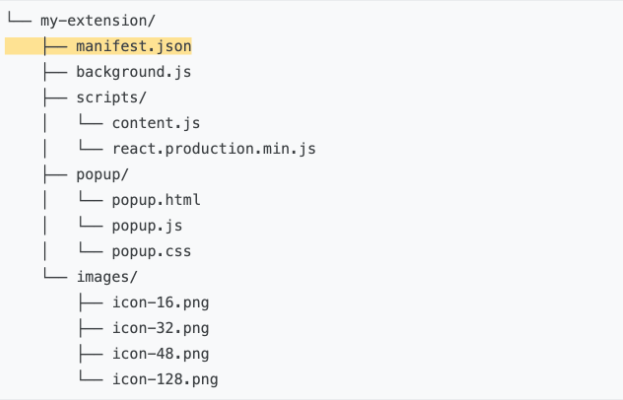 └── my-extension/
    ├── manifest.json
    ├── background.js
    ├── scripts/
    │   └── content.js
    │   └── react.production.min.js
    ├── popup/
    │   └── popup.html
    │   └── popup.js
    │   └── popup.css
    └── images/
        ├── icon-16.png
        ├── icon-32.png
        ├── icon-48.png
        └── icon-128.png